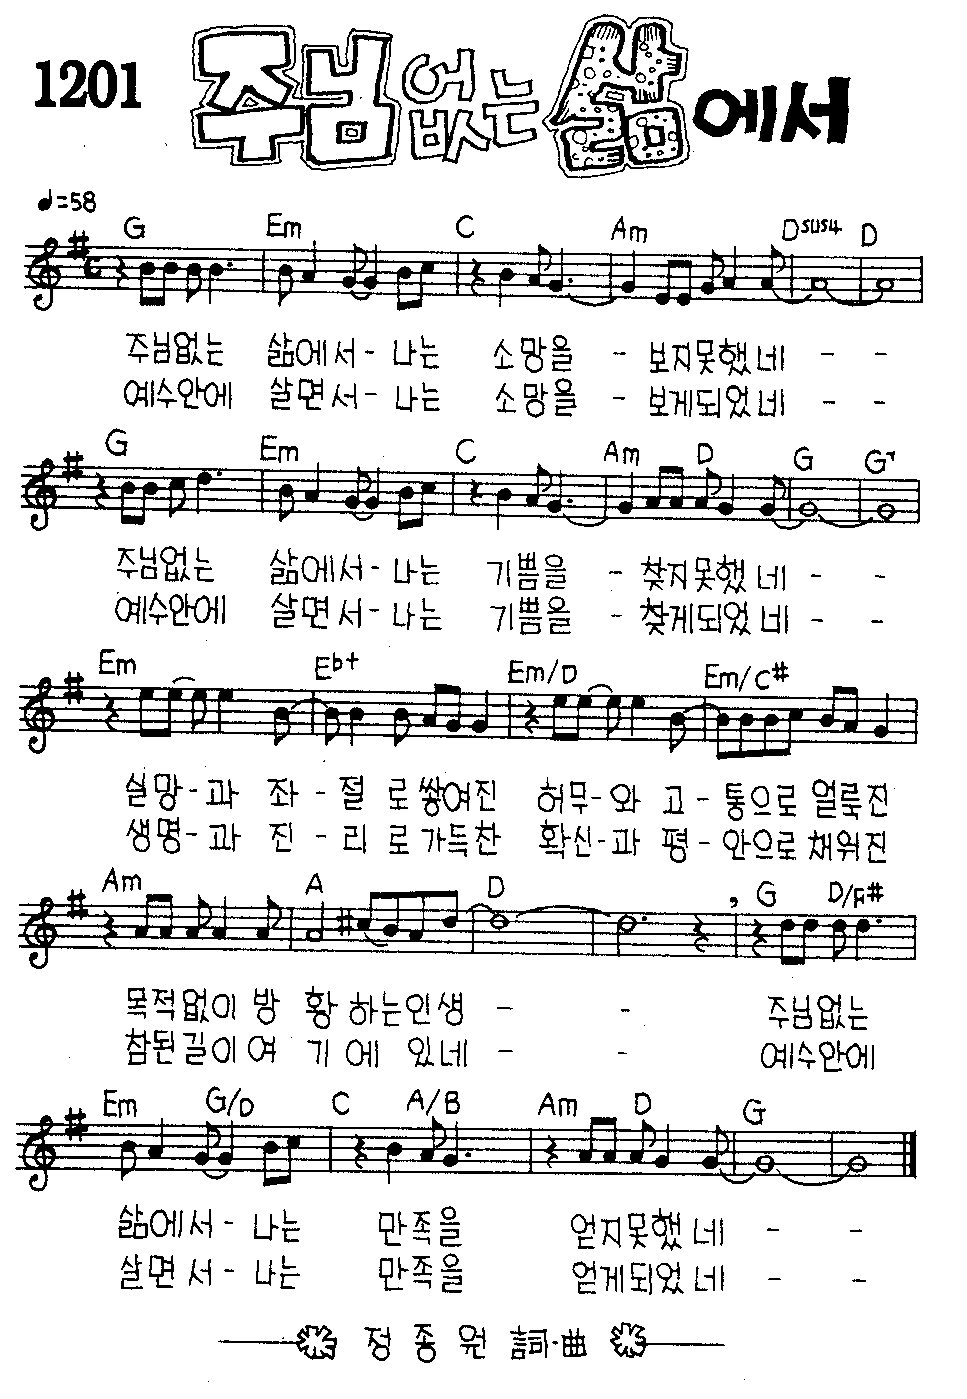 1201 주님없는 삶에서
♩=58
G Em C Am Dsus4 D
주님없는 삶에서- 나는 소망을 - 보지못했네 - -
예수안에 살면서- 나는 소망을 - 보게되었네 - -
G Em C Am D G G7
주님없는 삶에서- 나는 기쁨을 - 찾지못했네 - -
예수안에 살면서- 나는 기쁨을 - 찾게되었네 - -
Em Eb+ Em/D Em/C#
실망-과 좌-절로쌓여진 허무-와 고-통으로얼룩진
생명-과 진-리로가득찬 확신-과 평-안으로채워진
Am A D , G D/F#
목적없이 방황하는인생 - - 주님없는
참된길이 여기에 있네 - - 예수안에
Em G/D C A/B Am D G
삶에서- 나는 만족을 얻지못했네 - -
살면서- 나는 만족을 얻게되었네 - -
정종원 詞·曲